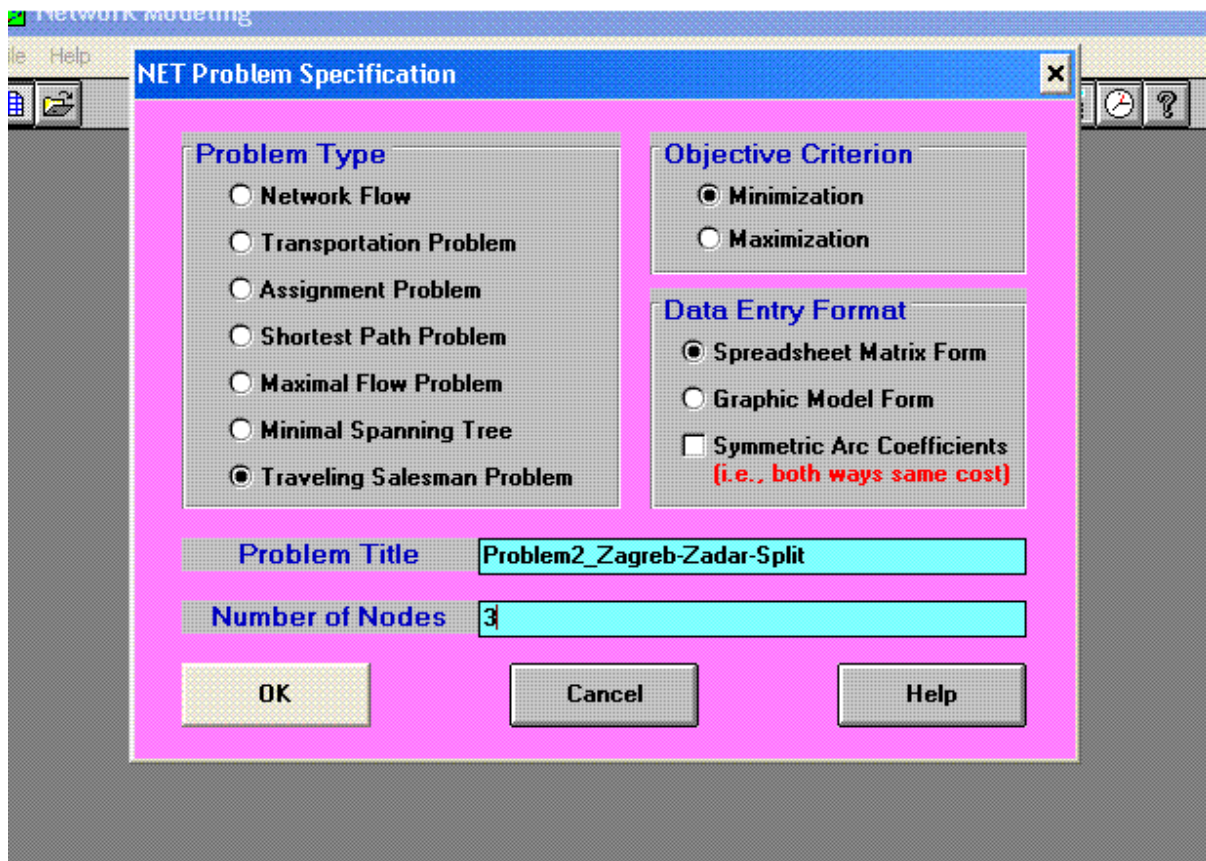 Network Modeling
ile Help
NET Problem Specification
Problem Type
Network Flow
Transportation Problem
Assignment Problem
Shortest Path Problem
Maximal Flow Problem
Minimal Spanning Tree
Traveling Salesman Problem
Objective Criterion
Minimization
Maximization
Data Entry Format
Spreadsheet Matrix Form
Graphic Model Form
Symmetric Arc Coefficients
(i.e., both ways same cost)
Problem Title Problem2_Zagreb-Zadar-Split
Number of Nodes 3
OK Cancel Help